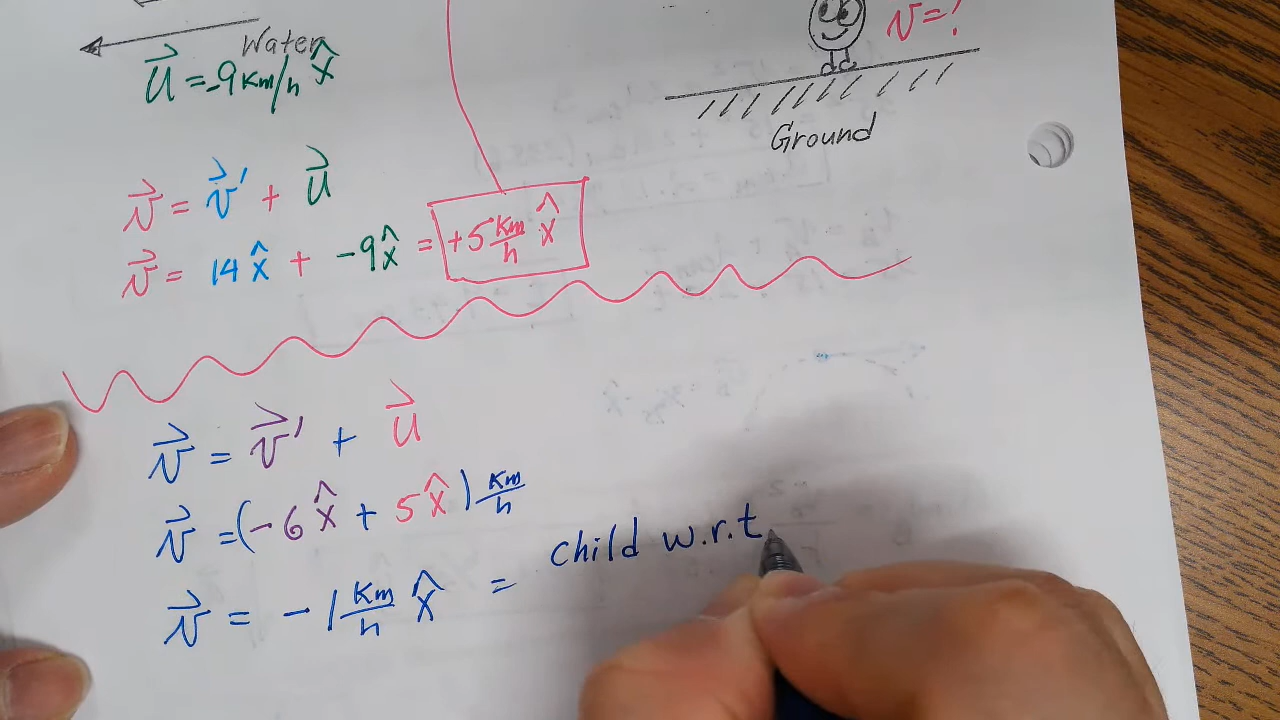 Water
u⃗ = -9 Km/h x̂
v = ?
Ground
v⃗ = v⃗' + u⃗
v⃗ = 14 x̂ + -9 x̂ = +5 Km/h x̂
v⃗ = v⃗' + u⃗
v⃗ = (-6 x̂ + 5 x̂) Km/h
v⃗ = -1 Km/h x̂ = child w.r.t